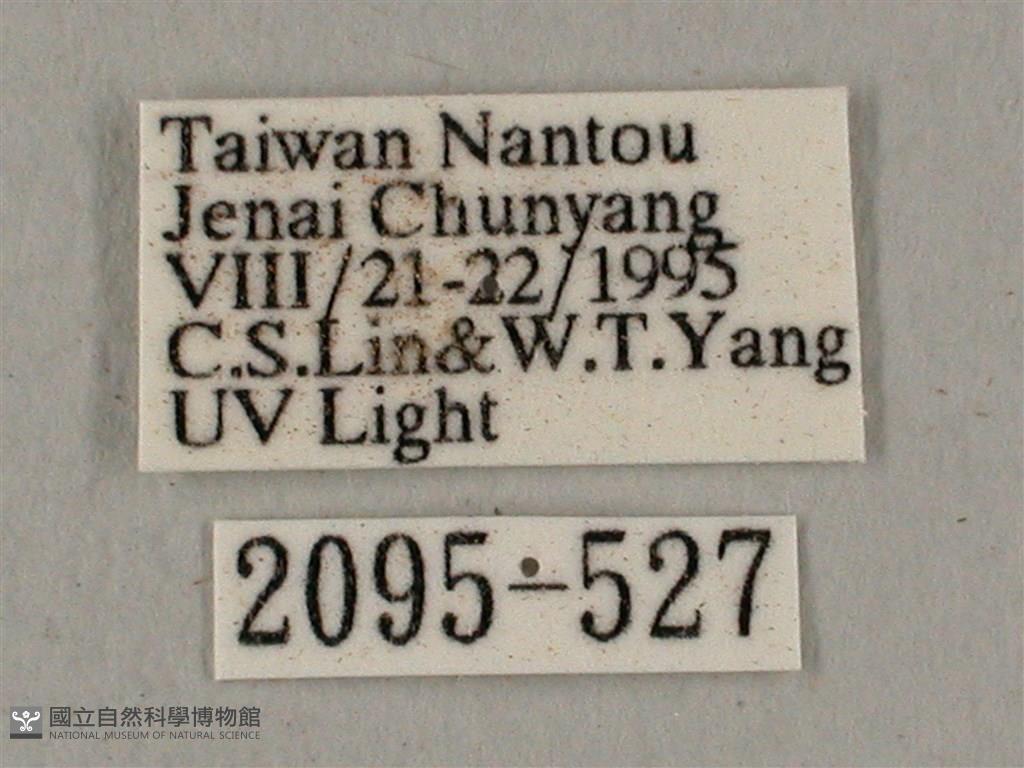 Taiwan Nantou
Jenai Chunyang
VIII/21-22/1995
C.S.Lin&W.T.Yang
UV Light
2095-527
國立自然科學博物館
NATIONAL MUSEUM OF NATURAL SCIENCE